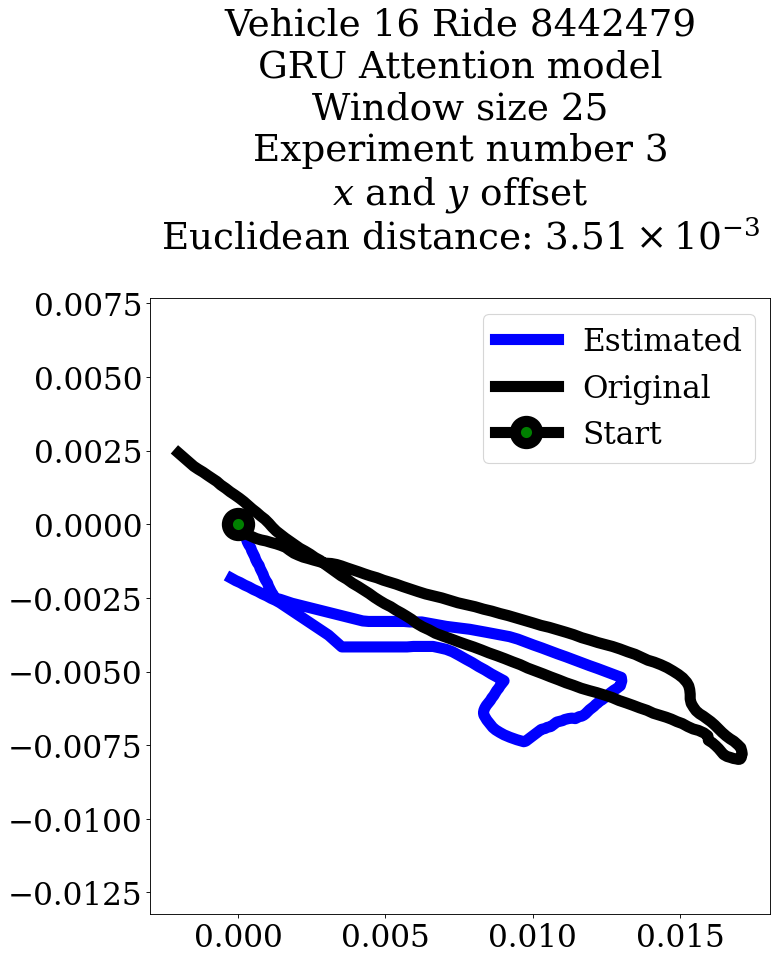 Vehicle 16 Ride 8442479
GRU Attention model
Window size 25
Experiment number 3
x and y offset
Euclidean distance: 3.51 × 10⁻³
Estimated
Original
Start
0.0075
0.0050
0.0025
0.0000
−0.0025
−0.0050
−0.0075
−0.0100
−0.0125
0.000 0.005 0.010 0.015